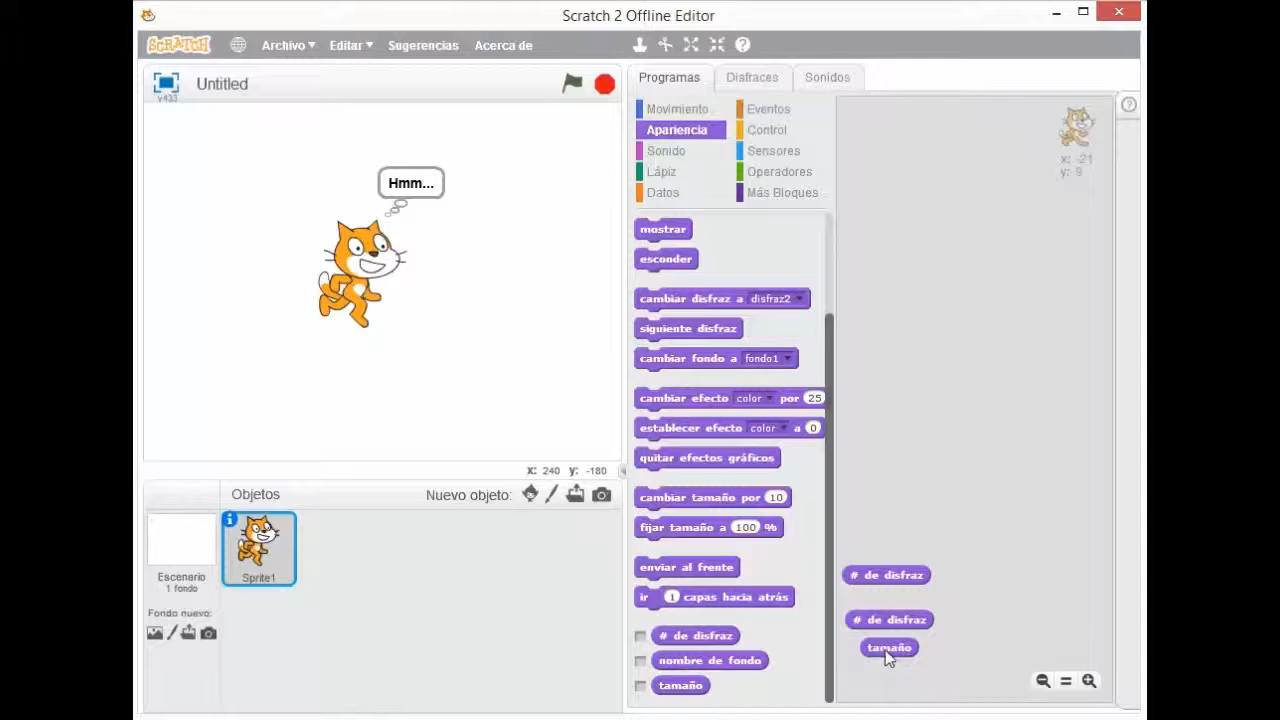 Scratch 2 Offline Editor
SCRATCH
Archivo
Editar
Sugerencias
Acerca de
Untitled
v433
Hmm...
x: 240 y: -180
Objetos
Nuevo objeto:
Escenario
1 fondo
Fondo nuevo:
Sprite1
Programas
Disfraces
Sonidos
Movimiento
Apariencia
Sonido
Lápiz
Datos
Eventos
Control
Sensores
Operadores
Más Bloques
mostrar
esconder
cambiar disfraz a disfraz2
siguiente disfraz
cambiar fondo a fondo1
cambiar efecto color por 25
establecer efecto color a 0
quitar efectos gráficos
cambiar tamaño por 10
fijar tamaño a 100 %
enviar al frente
ir 1 capas hacia atrás
# de disfraz
nombre de fondo
tamaño
x: -21
y: 9
# de disfraz
# de disfraz
tamaño